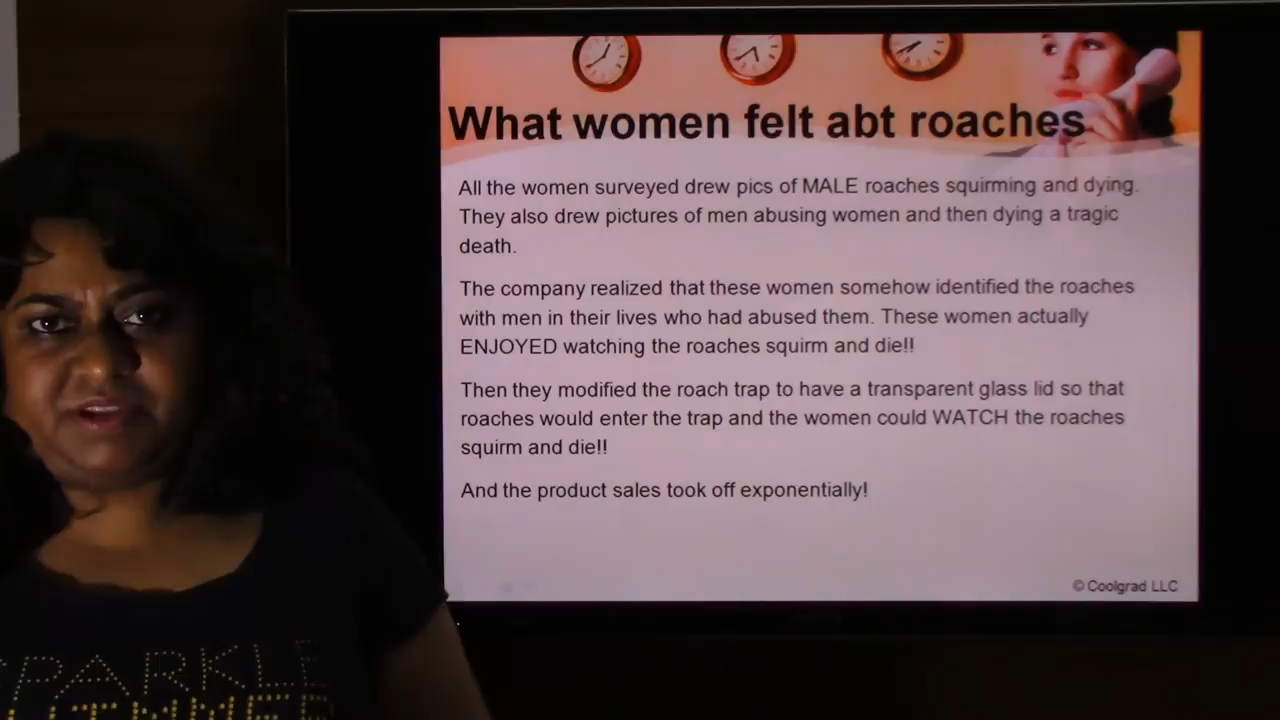 What women felt abt roaches
All the women surveyed drew pics of MALE roaches squirming and dying.
They also drew pictures of men abusing women and then dying a tragic
death.
The company realized that these women somehow identified the roaches
with men in their lives who had abused them. These women actually
ENJOYED watching the roaches squirm and die!!
Then they modified the roach trap to have a transparent glass lid so that
roaches would enter the trap and the women could WATCH the roaches
squirm and die!!
And the product sales took off exponentially!
© Coolgrad LLC